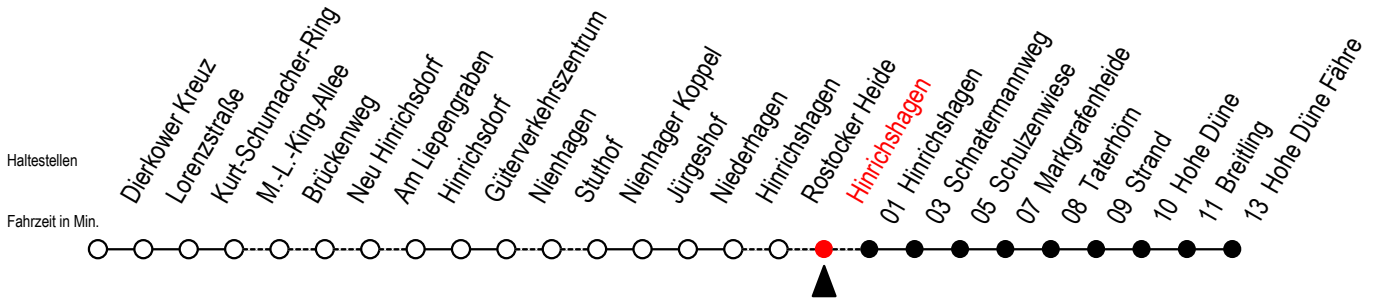 Haltestellen
Fahrzeit in Min.
Dierkower Kreuz
Lorenzstraße
Kurt-Schumacher-Ring
M.-L.-King-Allee
Brückenweg
Neu Hinrichsdorf
Am Liepengraben
Hinrichsdorf
Güterverkehrszentrum
Nienhagen
Stuthof
Nienhager Koppel
Jürgeshof
Niederhagen
Hinrichshagen
Rostocker Heide
Hinrichshagen
01 Hinrichshagen
03 Schnatermannweg
05 Schulzenwiese
07 Markgrafenheide
08 Taterhörn
09 Strand
10 Hohe Düne
11 Breitling
13 Hohe Düne Fähre